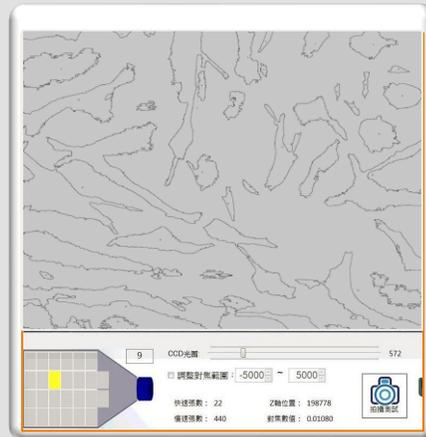 9 CCD光圈 572
調整對焦範圍: -5000 ~ 5000
快速張數: 22 Z軸位置: 198778
慢速張數: 440 對焦數值: 0.01080
拍攝測試